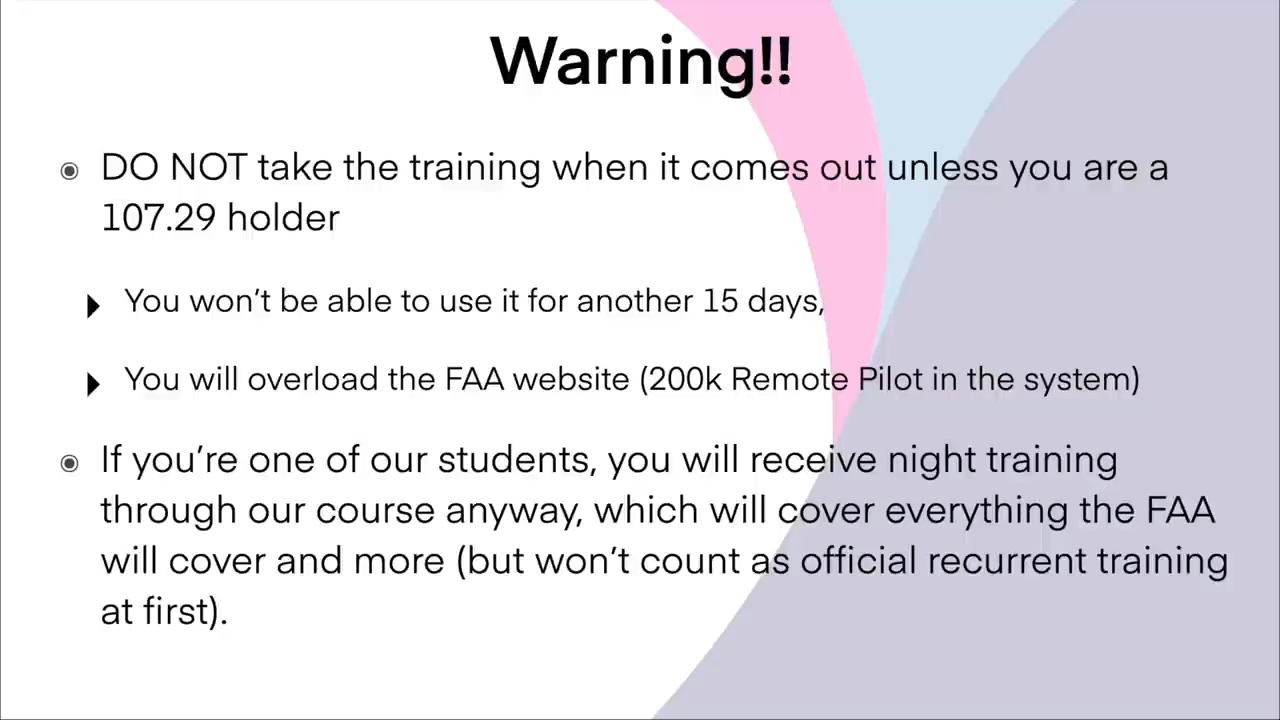 Warning!!
DO NOT take the training when it comes out unless you are a
107.29 holder
You won't be able to use it for another 15 days,
You will overload the FAA website (200k Remote Pilot in the system)
If you're one of our students, you will receive night training
through our course anyway, which will cover everything the FAA
will cover and more (but won't count as official recurrent training
at first).